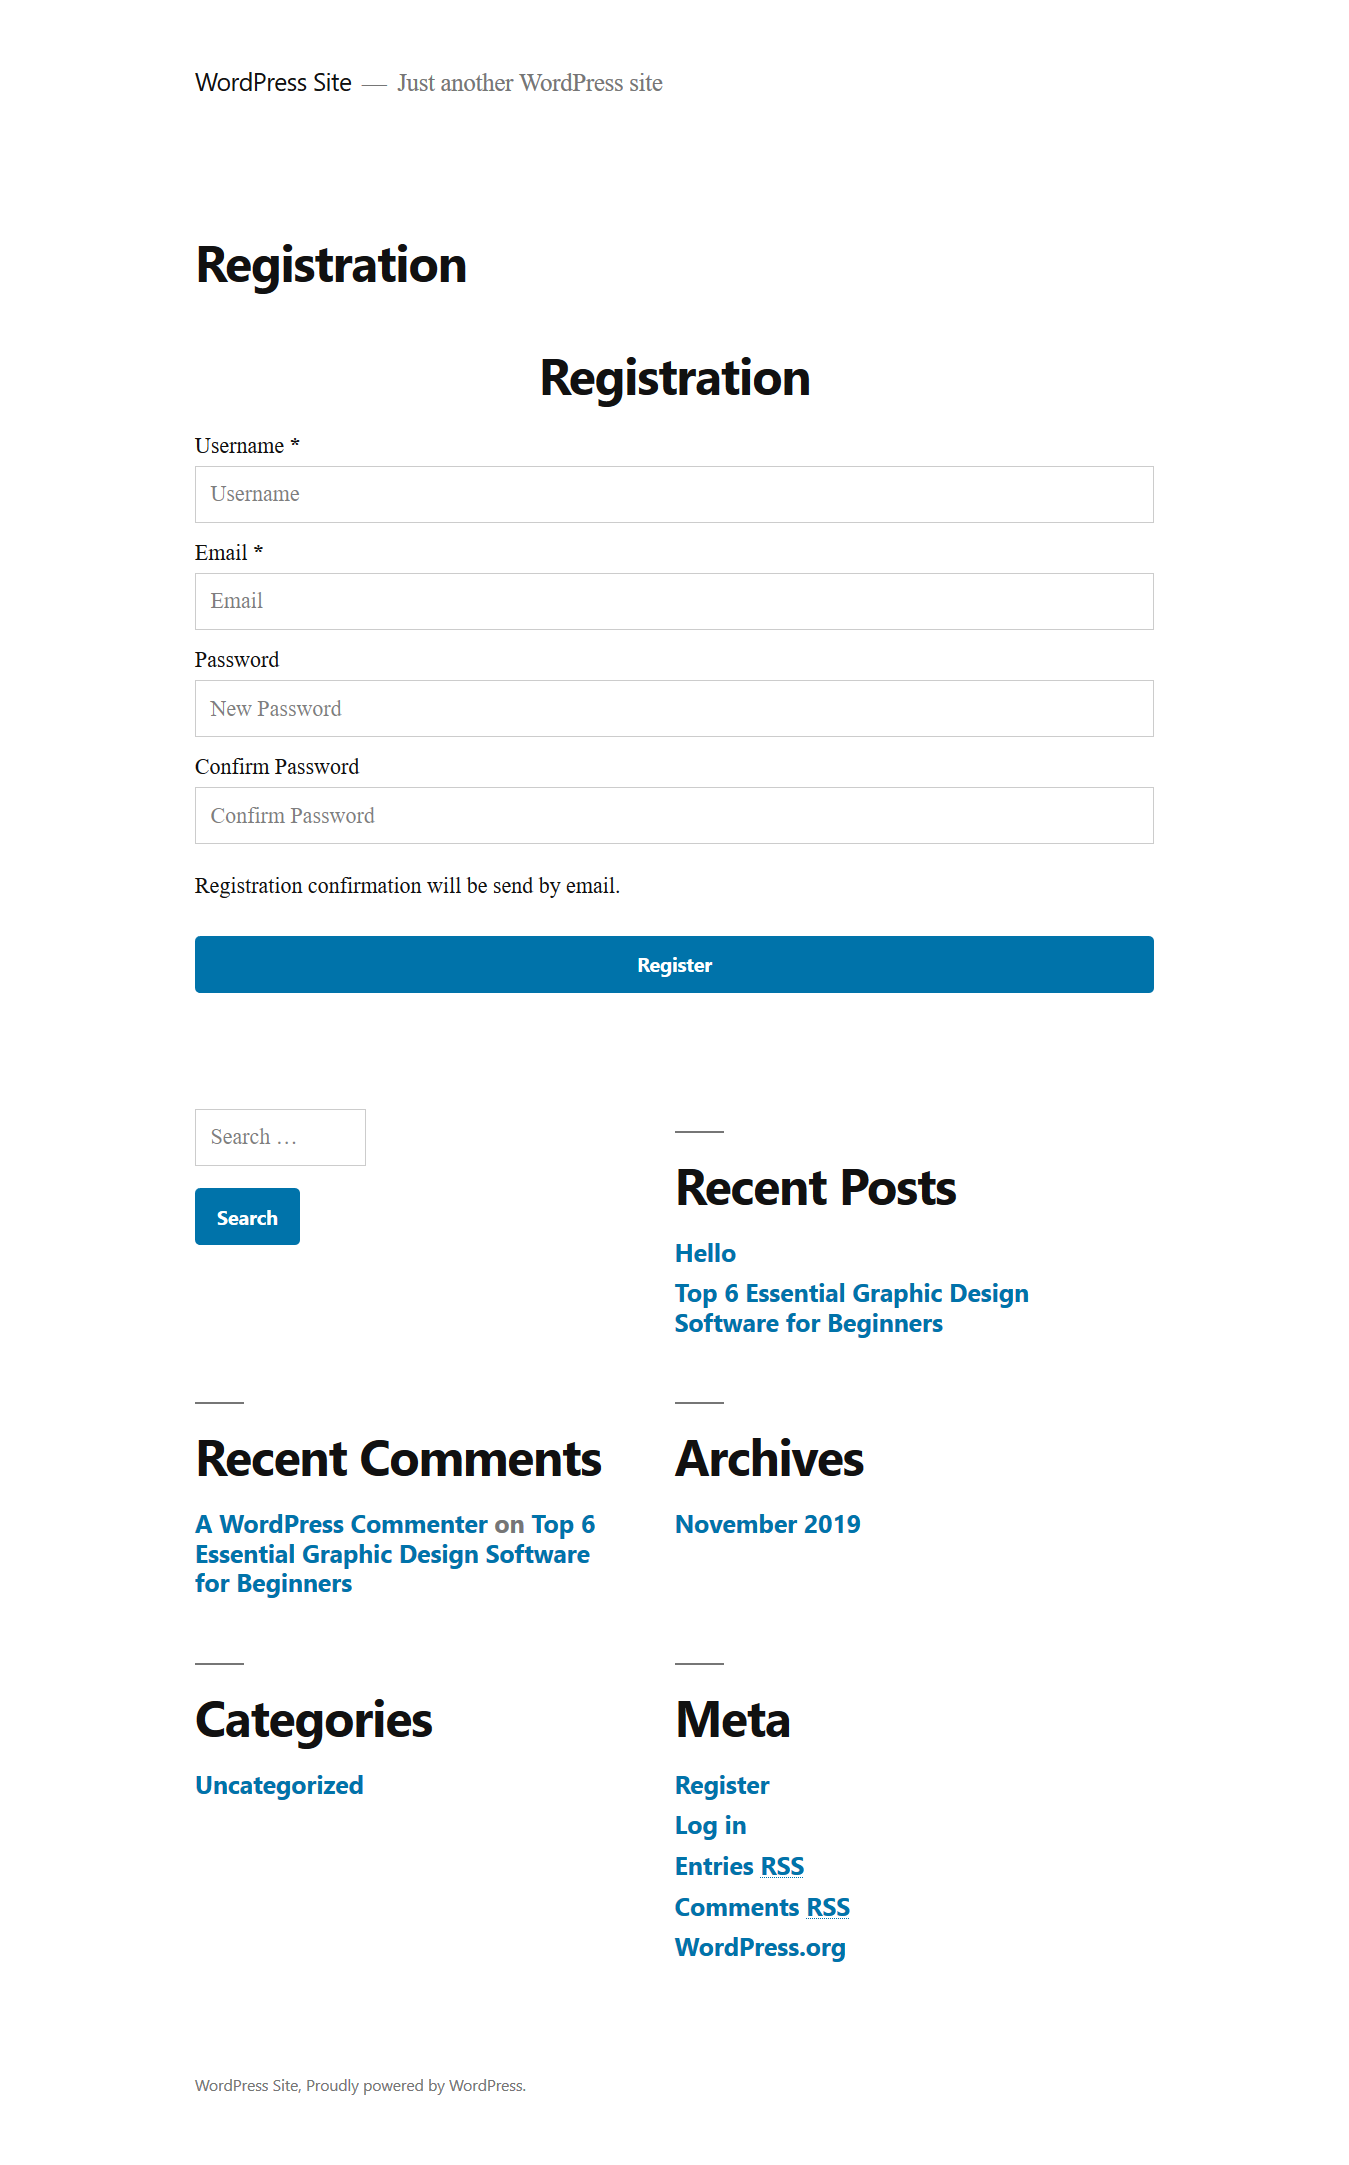 WordPress Site — Just another WordPress site
Registration
Registration
Username *
Username
Email *
Email
Password
New Password
Confirm Password
Confirm Password
Registration confirmation will be send by email.
Register
Search …
Search
Recent Posts
Hello
Top 6 Essential Graphic Design
Software for Beginners
Recent Comments
A WordPress Commenter on Top 6
Essential Graphic Design Software
for Beginners
Archives
November 2019
Categories
Uncategorized
Meta
Register
Log in
Entries RSS
Comments RSS
WordPress.org
WordPress Site, Proudly powered by WordPress.